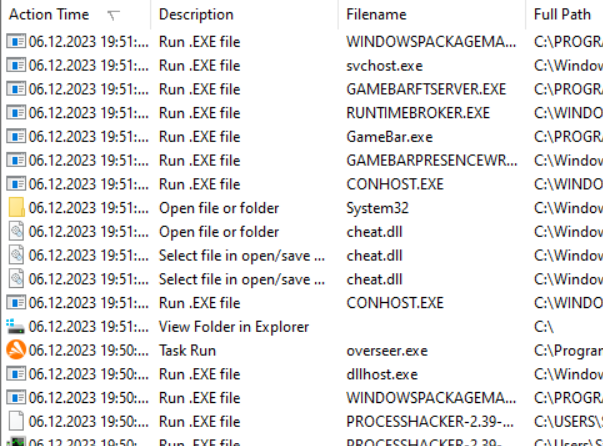 Action Time Description Filename Full Path
06.12.2023 19:51:... Run .EXE file WINDOWSPACKAGEMA... C:\PROGRA
06.12.2023 19:51:... Run .EXE file svchost.exe C:\Window
06.12.2023 19:51:... Run .EXE file GAMEBARFTSERVER.EXE C:\PROGRA
06.12.2023 19:51:... Run .EXE file RUNTIMEBROKER.EXE C:\WINDO
06.12.2023 19:51:... Run .EXE file GameBar.exe C:\PROGRA
06.12.2023 19:51:... Run .EXE file GAMEBARPRESENCEWR... C:\Window
06.12.2023 19:51:... Run .EXE file CONHOST.EXE C:\WINDO
06.12.2023 19:51:... Open file or folder System32 C:\Window
06.12.2023 19:51:... Open file or folder cheat.dll C:\Window
06.12.2023 19:51:... Select file in open/save ... cheat.dll C:\Window
06.12.2023 19:51:... Select file in open/save ... cheat.dll C:\Window
06.12.2023 19:51:... Run .EXE file CONHOST.EXE C:\WINDO
06.12.2023 19:51:... View Folder in Explorer C:\
06.12.2023 19:50:... Task Run overseer.exe C:\Program
06.12.2023 19:50:... Run .EXE file dllhost.exe C:\Window
06.12.2023 19:50:... Run .EXE file WINDOWSPACKAGEMA... C:\PROGRA
06.12.2023 19:50:... Run .EXE file PROCESSHACKER-2.39-... C:\USERS\
06.12.2023 19:50:... Run .EXE file PROCESSHACKER-2.39-... C:\Users\S